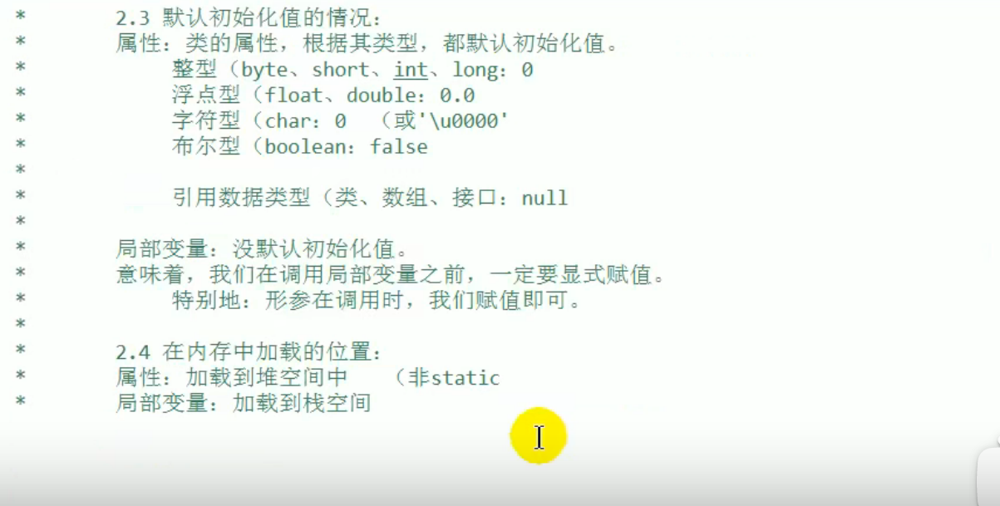 * 2.3 默认初始化值的情况：
* 属性：类的属性，根据其类型，都默认初始化值。
* 整型（byte、short、int、long：0
* 浮点型（float、double：0.0
* 字符型（char：0 （或'\u0000'
* 布尔型（boolean：false
*
* 引用数据类型（类、数组、接口：null
*
* 局部变量：没默认初始化值。
* 意味着，我们在调用局部变量之前，一定要显式赋值。
* 特别地：形参在调用时，我们赋值即可。
*
* 2.4 在内存中加载的位置：
* 属性：加载到堆空间中 （非static
* 局部变量：加载到栈空间